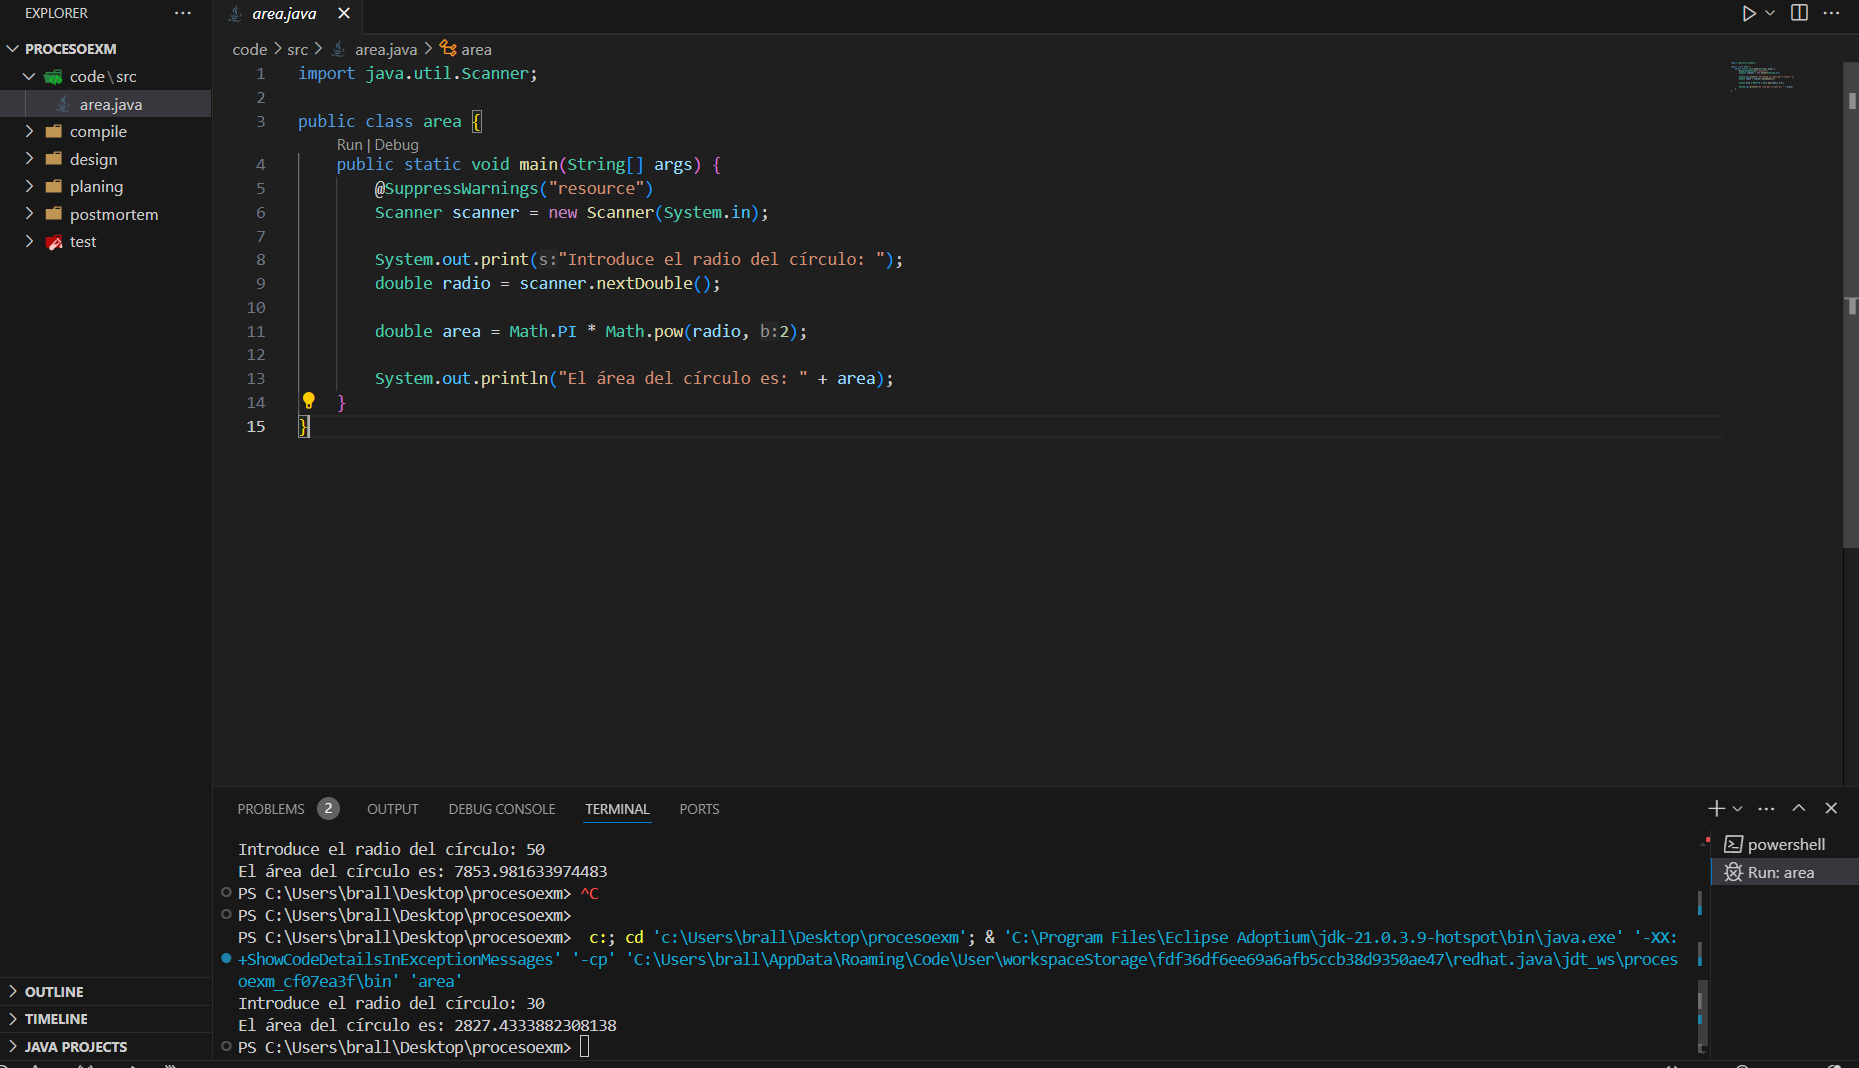 EXPLORER
PROCESOEXM
code\src
area.java
compile
design
planing
postmortem
test
OUTLINE
TIMELINE
JAVA PROJECTS
area.java
code > src > area.java > area
1 import java.util.Scanner;
2
3 public class area {
Run | Debug
4 public static void main(String[] args) {
5 @SuppressWarnings("resource")
6 Scanner scanner = new Scanner(System.in);
7
8 System.out.print(s:"Introduce el radio del círculo: ");
9 double radio = scanner.nextDouble();
10
11 double area = Math.PI * Math.pow(radio, b:2);
12
13 System.out.println("El área del círculo es: " + area);
14 }
15 }
PROBLEMS 2 OUTPUT DEBUG CONSOLE TERMINAL PORTS
Introduce el radio del círculo: 50
El área del círculo es: 7853.981633974483
PS C:\Users\brall\Desktop\procesoexm> ^C
PS C:\Users\brall\Desktop\procesoexm>
PS C:\Users\brall\Desktop\procesoexm>  c:; cd 'c:\Users\brall\Desktop\procesoexm'; & 'C:\Program Files\Eclipse Adoptium\jdk-21.0.3.9-hotspot\bin\java.exe' '-XX:
+ShowCodeDetailsInExceptionMessages' '-cp' 'C:\Users\brall\AppData\Roaming\Code\User\workspaceStorage\fdf36df6ee69a6afb5ccb38d9350ae47\redhat.java\jdt_ws\proces
oexm_cf07ea3f\bin' 'area'
Introduce el radio del círculo: 30
El área del círculo es: 2827.4333882308138
PS C:\Users\brall\Desktop\procesoexm>
powershell
Run: area